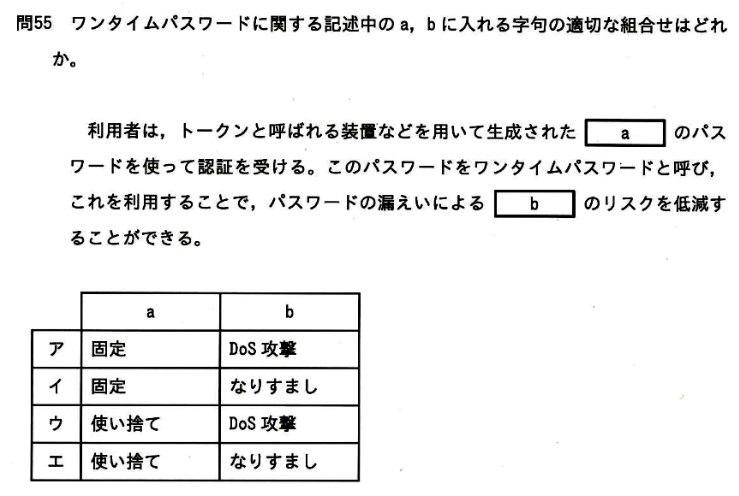 問55 ワンタイムパスワードに関する記述中の a，b に入れる字句の適切な組合せはどれ
か。
利用者は，トークンと呼ばれる装置などを用いて生成された a のパス
ワードを使って認証を受ける。このパスワードをワンタイムパスワードと呼び，
これを利用することで，パスワードの漏えいによる b のリスクを低減す
ることができる。
a b
ア 固定 DoS 攻撃
イ 固定 なりすまし
ウ 使い捨て DoS 攻撃
エ 使い捨て なりすまし